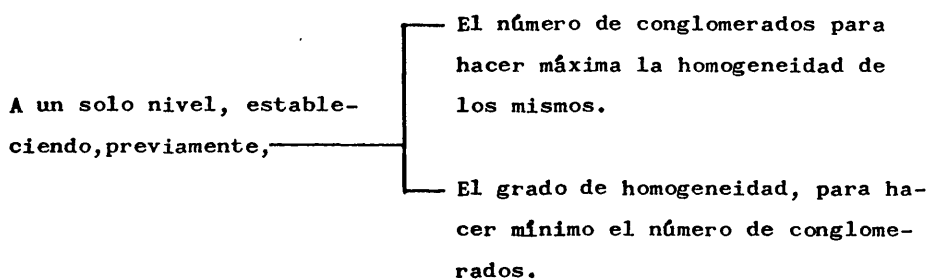 El número de conglomerados para
hacer máxima la homogeneidad de
los mismos.
A un solo nivel, estable-
ciendo,previamente,
El grado de homogeneidad, para ha-
cer mínimo el número de conglome-
rados.